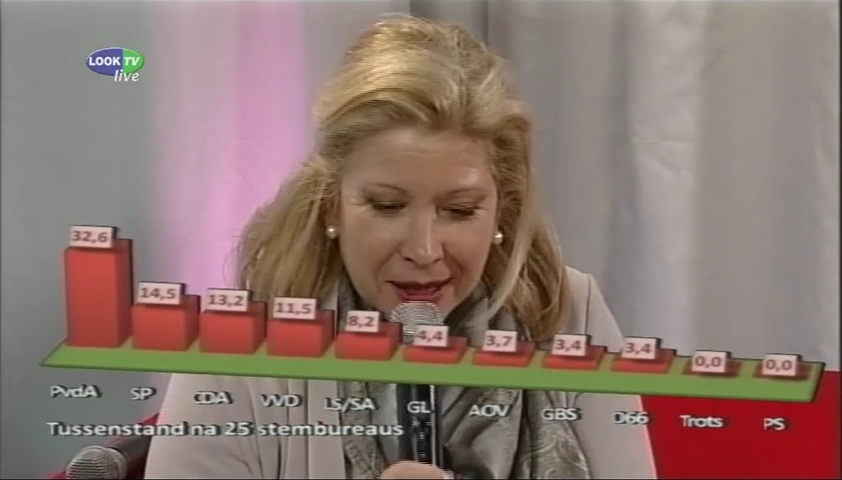 LOOK TV
live
32,6 14,5 13,2 11,5 8,2 4,4 3,7 3,4 3,4 0,0 0,0
PvdA SP CDA VVD LS/SA GL AOV GBS D66 Trots PS
Tussenstand na 25 stembureaus